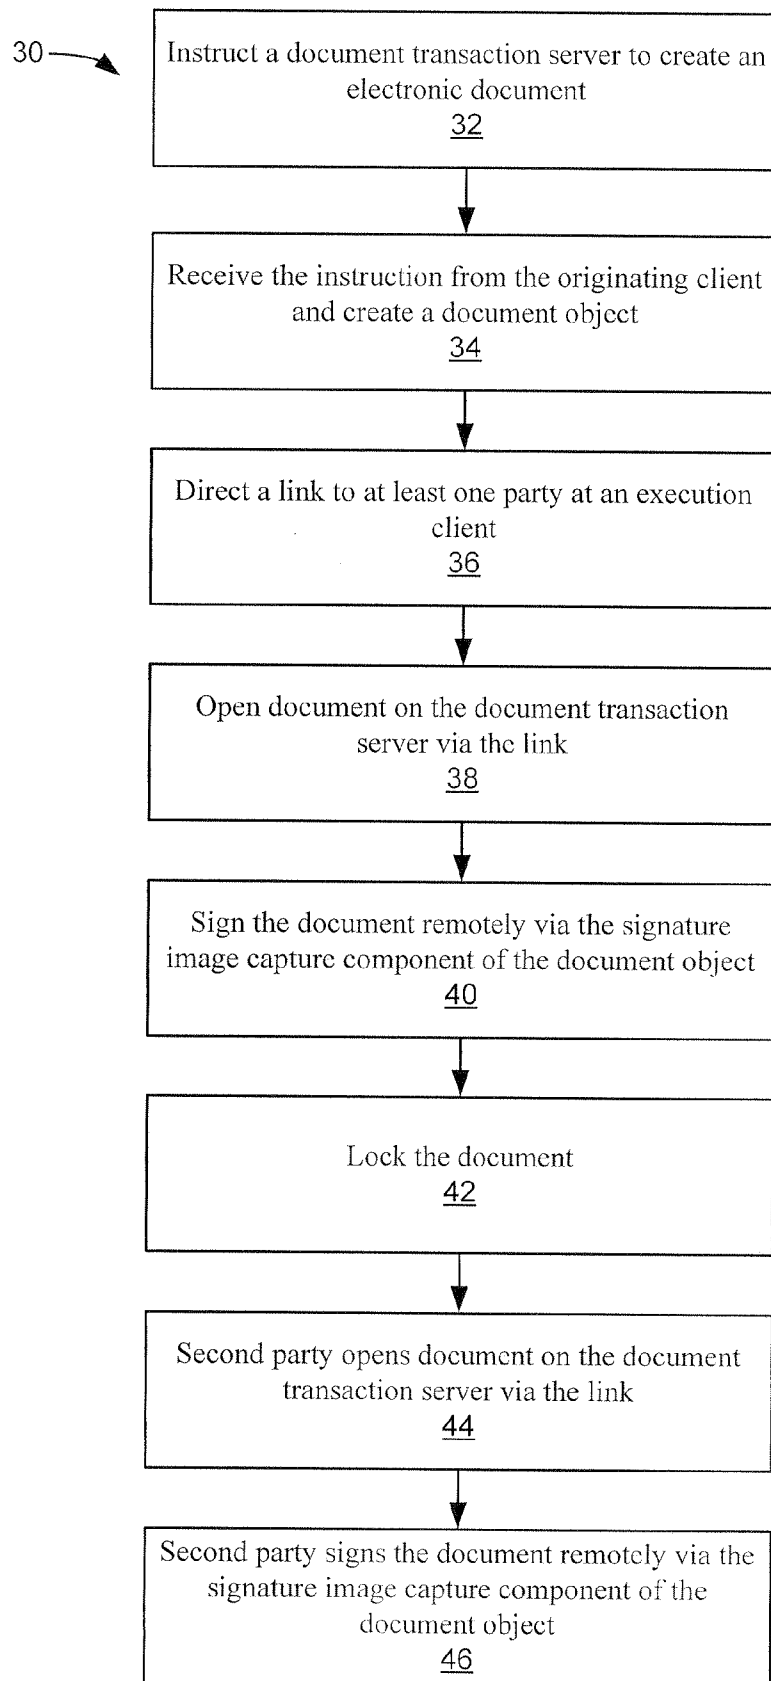 30
Instruct a document transaction server to create an
electronic document
32
Receive the instruction from the originating client
and create a document object
34
Direct a link to at least one party at an execution
client
36
Open document on the document transaction
server via the link
38
Sign the document remotely via the signature
image capture component of the document object
40
Lock the document
42
Second party opens document on the document
transaction server via the link
44
Second party signs the document remotely via the
signature image capture component of the
document object
46